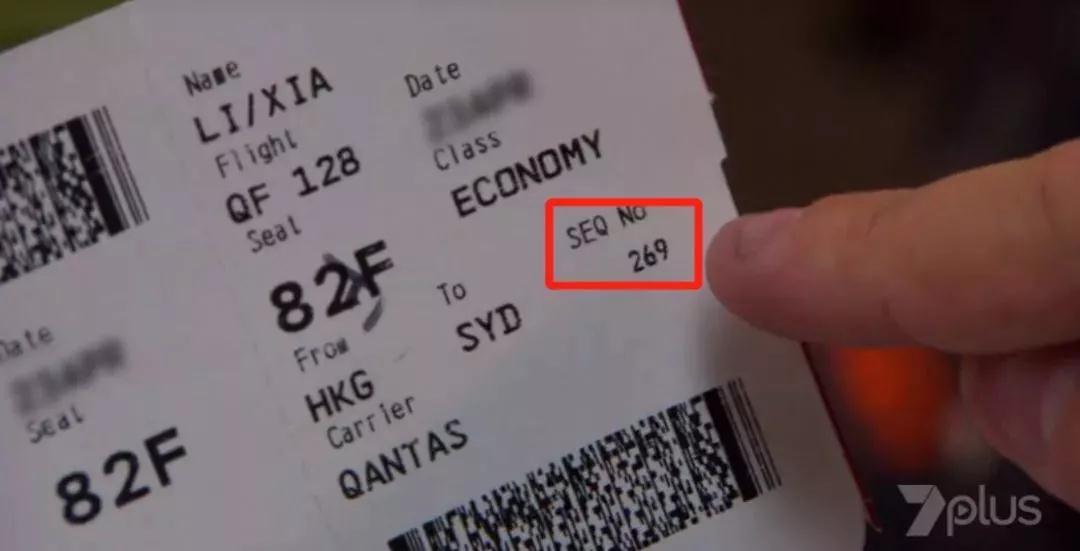 Name
LI/XIA
Flight
QF 128
Seat
82F
From
HKG
Carrier
QANTAS
Date
Class
ECONOMY
SEQ No
269
To
SYD
Date
Seat
82F
7plus